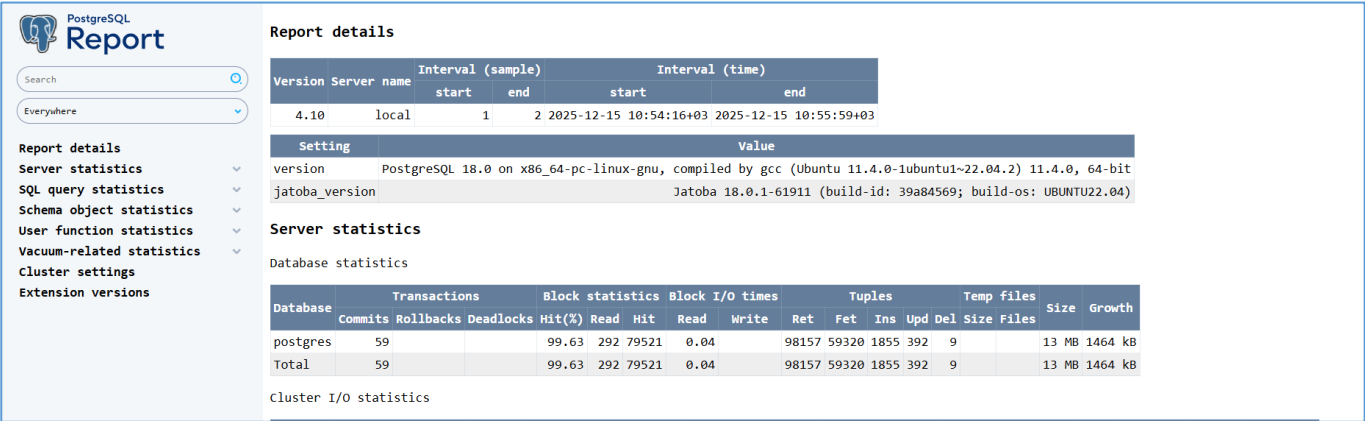 PostgreSQL
Report
Search
Everywhere
Report details
Server statistics
SQL query statistics
Schema object statistics
User function statistics
Vacuum-related statistics
Cluster settings
Extension versions
Report details
Version Server name Interval (sample) Interval (time)
start end start end
4.10 local 1 2 2025-12-15 10:54:16+03 2025-12-15 10:55:59+03
Setting Value
version PostgreSQL 18.0 on x86_64-pc-linux-gnu, compiled by gcc (Ubuntu 11.4.0-1ubuntu1~22.04.2) 11.4.0, 64-bit
jatoba_version Jatoba 18.0.1-61911 (build-id: 39a84569; build-os: UBUNTU22.04)
Server statistics
Database statistics
Database Transactions Block statistics Block I/O times Tuples Temp files Size Growth
Commits Rollbacks Deadlocks Hit(%) Read Hit Read Write Ret Fet Ins Upd Del Size Files
postgres 59 99.63 292 79521 0.04 98157 59320 1855 392 9 13 MB 1464 kB
Total 59 99.63 292 79521 0.04 98157 59320 1855 392 9 13 MB 1464 kB
Cluster I/O statistics